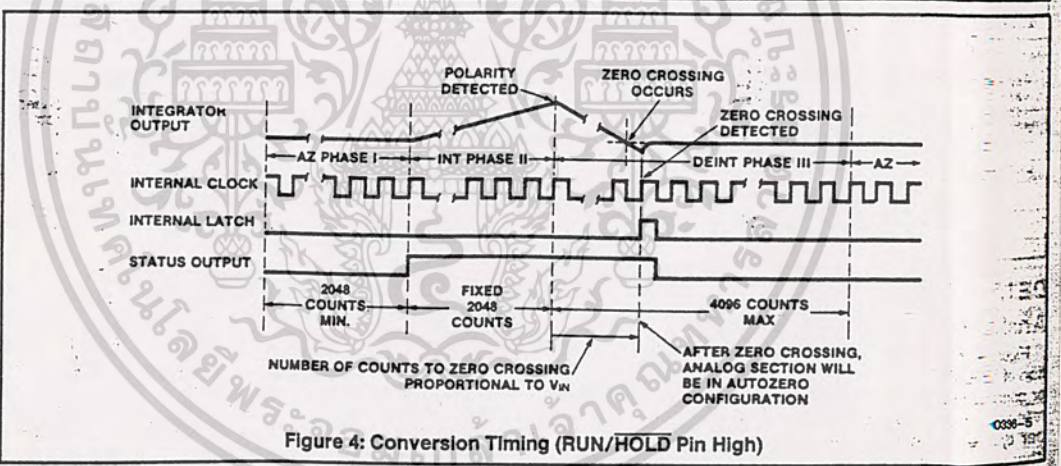 POLARITY
DETECTED
ZERO CROSSING
OCCURS
INTEGRATOR
OUTPUT
ZERO CROSSING
DETECTED
AZ PHASE I
INT PHASE II
DEINT PHASE III
AZ
INTERNAL CLOCK
INTERNAL LATCH
STATUS OUTPUT
2048
COUNTS
MIN.
FIXED
2048
COUNTS
4096 COUNTS
MAX
NUMBER OF COUNTS TO ZERO CROSSING
PROPORTIONAL TO VIN
AFTER ZERO CROSSING,
ANALOG SECTION WILL
BE IN AUTOZERO
CONFIGURATION
0336-5
Figure 4: Conversion Timing (RUN/HOLD Pin High)